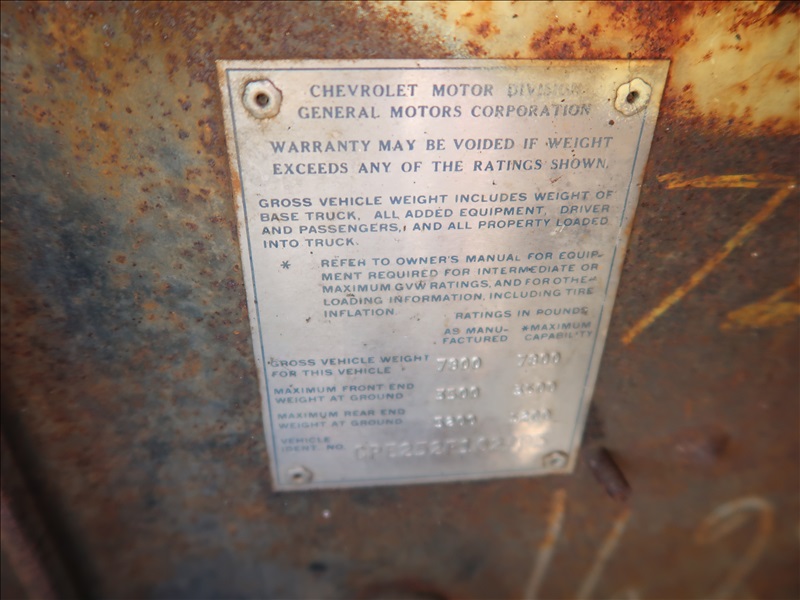 CHEVROLET MOTOR DIVISION
GENERAL MOTORS CORPORATION
WARRANTY MAY BE VOIDED IF WEIGHT
EXCEEDS ANY OF THE RATINGS SHOWN.
GROSS VEHICLE WEIGHT INCLUDES WEIGHT OF
BASE TRUCK, ALL ADDED EQUIPMENT, DRIVER
AND PASSENGERS, AND ALL PROPERTY LOADED
INTO TRUCK.
* REFER TO OWNER'S MANUAL FOR EQUIP-
MENT REQUIRED FOR INTERMEDIATE OR
MAXIMUM GVW RATINGS, AND FOR OTHER
LOADING INFORMATION, INCLUDING TIRE
INFLATION
RATINGS IN POUNDS
AS MANU-
FACTURED
*MAXIMUM
CAPABILITY
GROSS VEHICLE WEIGHT
FOR THIS VEHICLE 7300 7300
MAXIMUM FRONT END
WEIGHT AT GROUND
MAXIMUM REAR END
WEIGHT AT GROUND
VEHICLE
IDENT. NO.